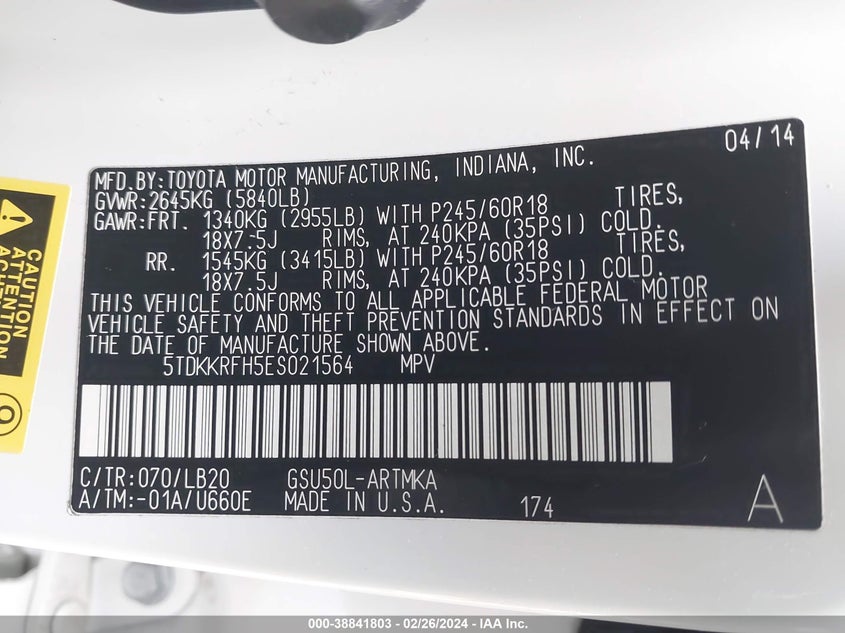 04/14
MFD.BY:TOYOTA MOTOR MANUFACTURING, INDIANA, INC.
GVWR:2645KG (5840LB)
GAWR:FRT. 1340KG (2955LB) WITH P245/60R18 TIRES,
18X7.5J RIMS, AT 240KPA (35PSI) COLD.
RR. 1545KG (3415LB) WITH P245/60R18 TIRES,
18X7.5J RIMS, AT 240KPA (35PSI) COLD.
THIS VEHICLE CONFORMS TO ALL APPLICABLE FEDERAL MOTOR
VEHICLE SAFETY AND THEFT PREVENTION STANDARDS IN EFFECT ON
THE DATE OF MANUFACTURE SHOWN ABOVE.
5TDKKRFH5ES021564 MPV
C/TR:070/LB20 GSU50L-ARTMKA
A/TM:-01A/U660E MADE IN U.S.A. 174 A
CAUTION
ATTENTION
000-38841803 - 02/26/2024 - IAA Inc.